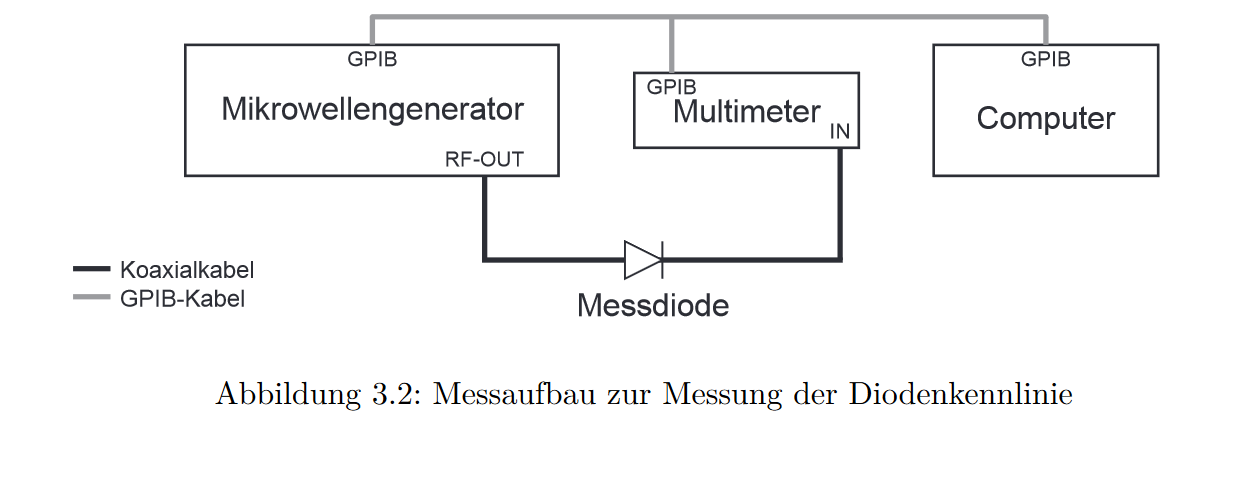 GPIB
Mikrowellengenerator
RF-OUT
GPIB
Multimeter
IN
GPIB
Computer
Messdiode
Koaxialkabel
GPIB-Kabel
Abbildung 3.2: Messaufbau zur Messung der Diodenkennlinie